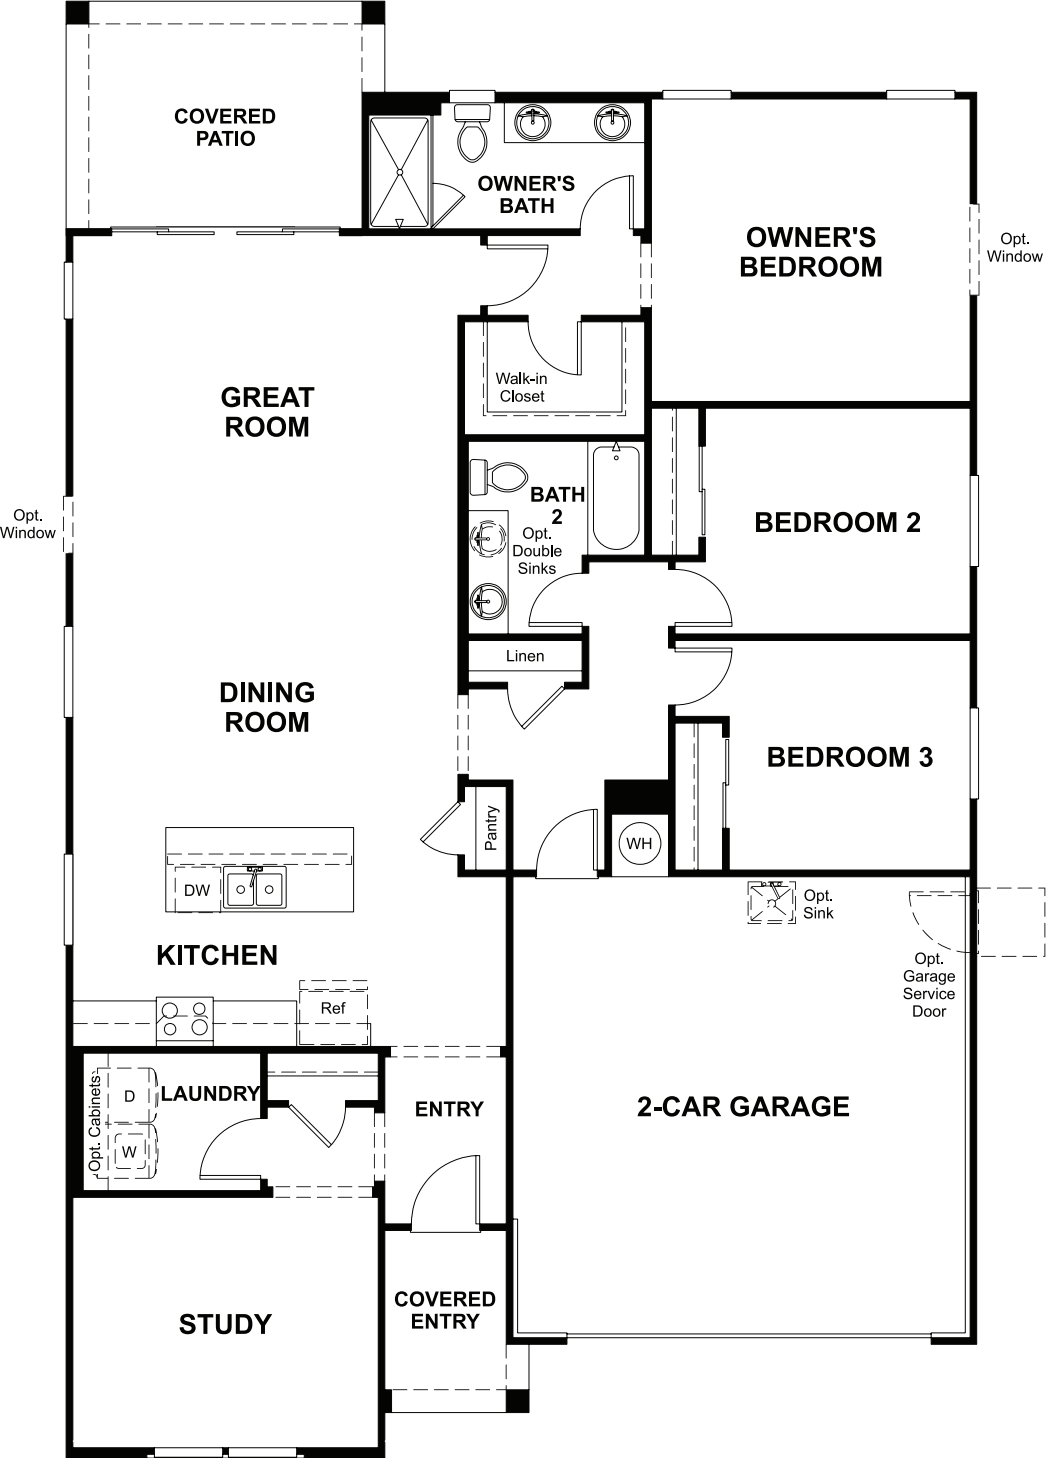 COVERED
PATIO
OWNER'S
BATH
OWNER'S
BEDROOM
Opt.
Window
Walk-in
Closet
GREAT
ROOM
BATH
2
Opt.
Double
Sinks
BEDROOM 2
Opt.
Window
Linen
DINING
ROOM
BEDROOM 3
Pantry
WH
DW
Opt.
Sink
KITCHEN
Opt.
Garage
Service
Door
Ref
Opt. Cabinets
D
LAUNDRY
W
ENTRY
2-CAR GARAGE
COVERED
ENTRY
STUDY